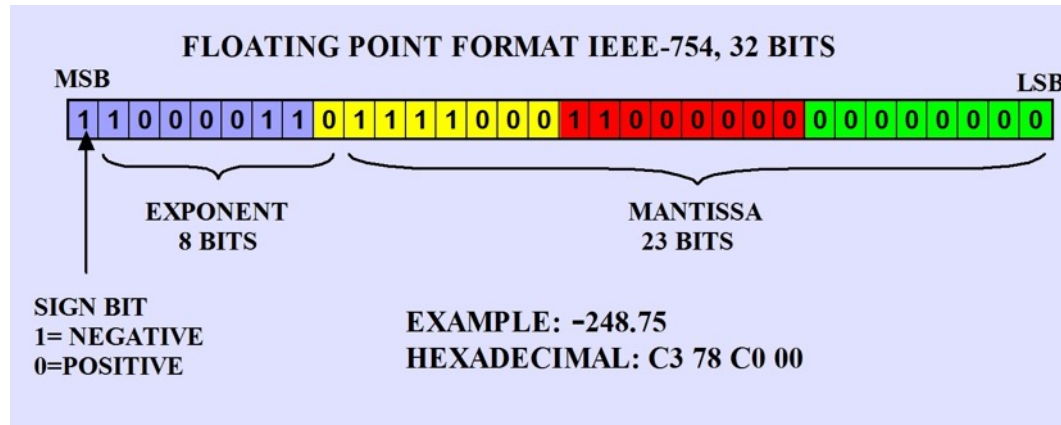 FLOATING POINT FORMAT IEEE-754, 32 BITS
MSB
LSB
1 1 0 0 0 0 1 1 0 1 1 1 1 0 0 0 1 1 0 0 0 0 0 0 0 0 0 0 0 0 0 0
EXPONENT
8 BITS
MANTISSA
23 BITS
SIGN BIT
1= NEGATIVE
0=POSITIVE
EXAMPLE: -248.75
HEXADECIMAL: C3 78 C0 00